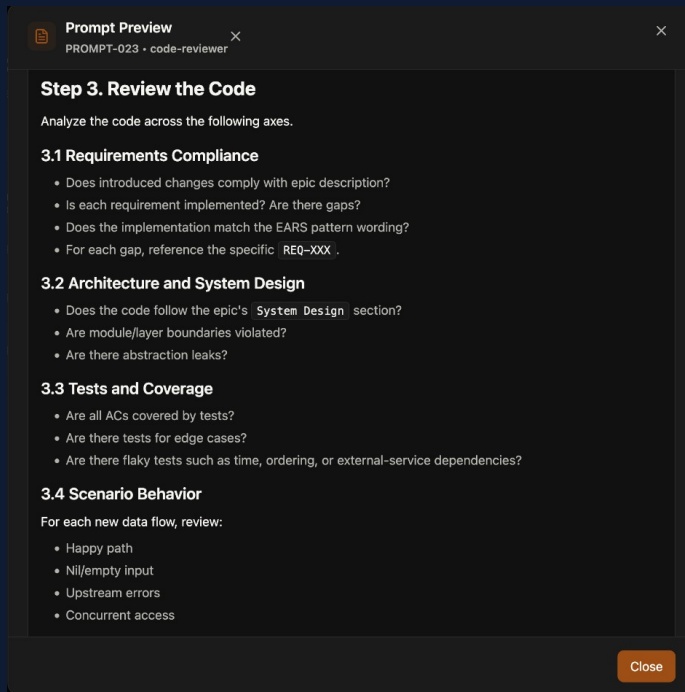 Prompt Preview
PROMPT-023 • code-reviewer
Step 3. Review the Code
Analyze the code across the following axes.
3.1 Requirements Compliance
• Does introduced changes comply with epic description?
• Is each requirement implemented? Are there gaps?
• Does the implementation match the EARS pattern wording?
• For each gap, reference the specific REQ-XXX.
3.2 Architecture and System Design
• Does the code follow the epic's System Design section?
• Are module/layer boundaries violated?
• Are there abstraction leaks?
3.3 Tests and Coverage
• Are all ACs covered by tests?
• Are there tests for edge cases?
• Are there flaky tests such as time, ordering, or external-service dependencies?
3.4 Scenario Behavior
For each new data flow, review:
• Happy path
• Nil/empty input
• Upstream errors
• Concurrent access
Close